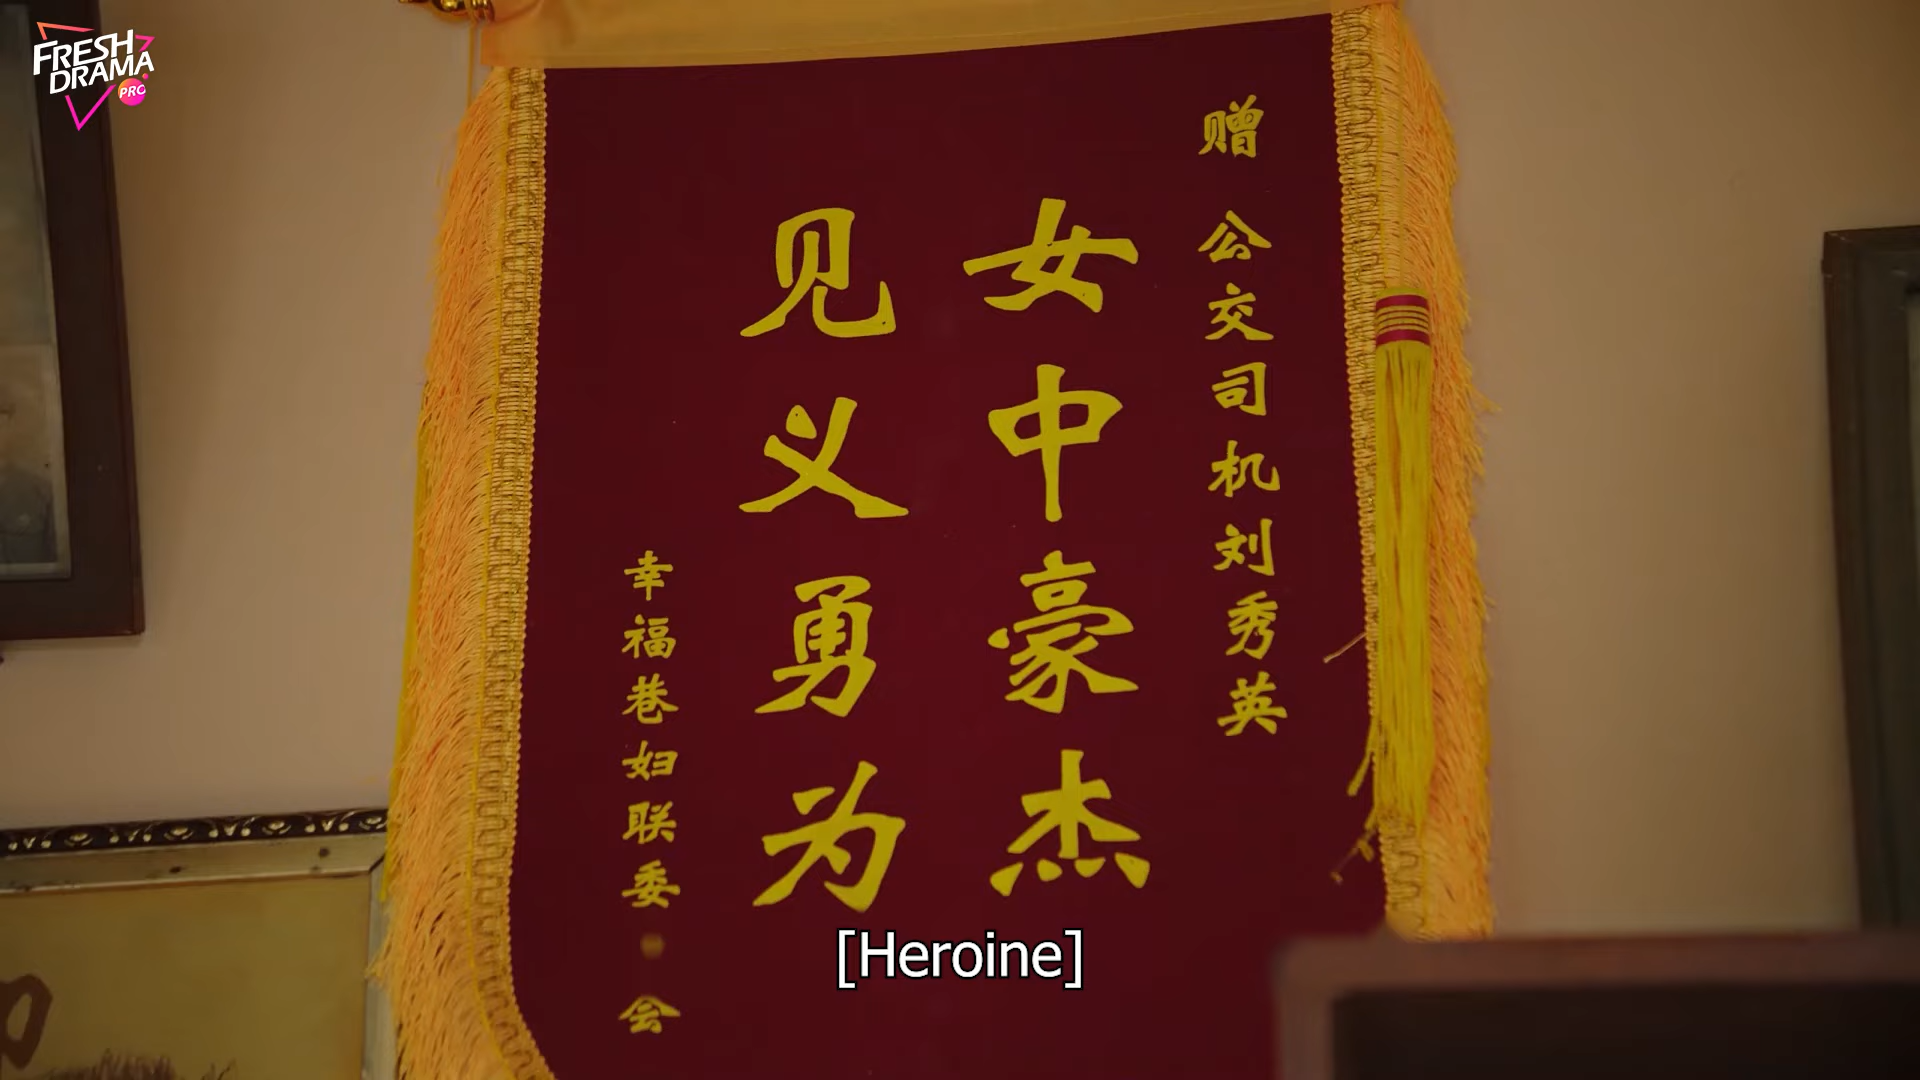 FRESH
DRAMA
PRO
赠 公交司机刘秀英
女中豪杰
见义勇为
幸福巷妇联委 会
[Heroine]